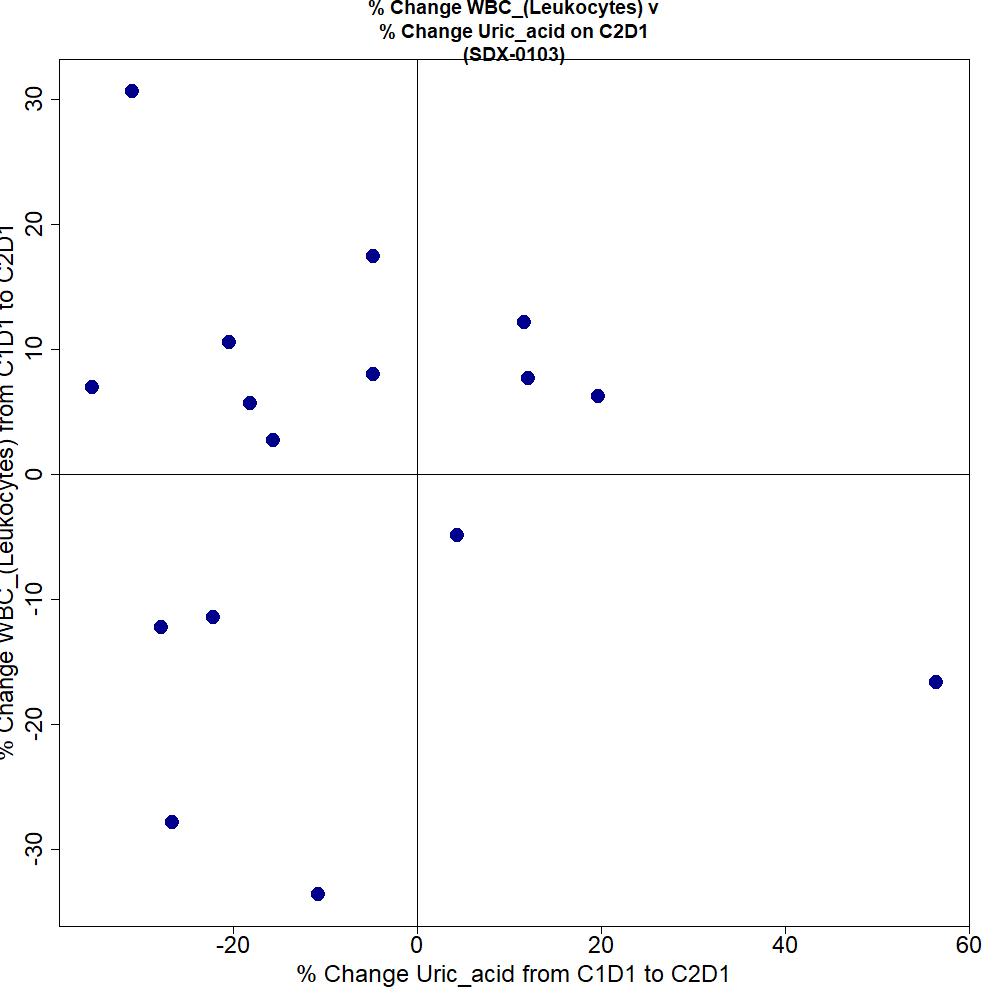 % Change WBC_(Leukocytes) v
% Change Uric_acid on C2D1
(SDX-0103)
% Change WBC_(Leukocytes) from C1D1 to C2D1
30
20
10
0
-10
-20
-30
-20
0
20
40
60
% Change Uric_acid from C1D1 to C2D1